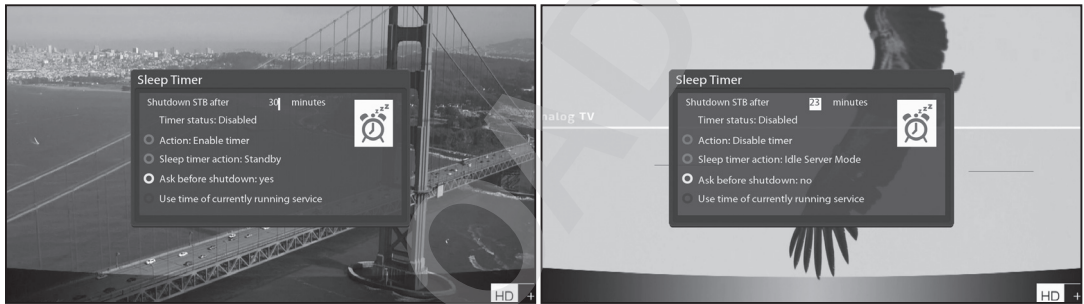 Sleep Timer
Shutdown STB after 30 minutes
Timer status: Disabled
Action: Enable timer
Sleep timer action: Standby
Ask before shutdown: yes
Use time of currently running service
HD +
analog TV
Sleep Timer
Shutdown STB after 23 minutes
Timer status: Disabled
Action: Disable timer
Sleep timer action: Idle Server Mode
Ask before shutdown: no
Use time of currently running service
HD +